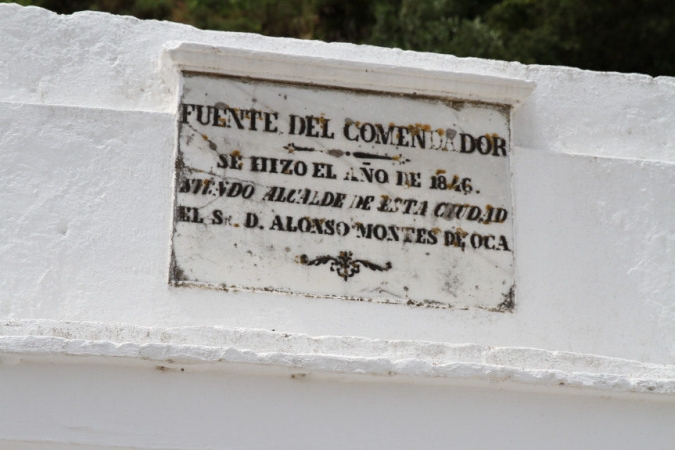 FUENTE DEL COMENDADOR
SE HIZO EL AÑO DE 1846.
SIENDO ALCALDE DE ESTA CIUDAD
EL SR. D. ALONSO MONTES DE OCA